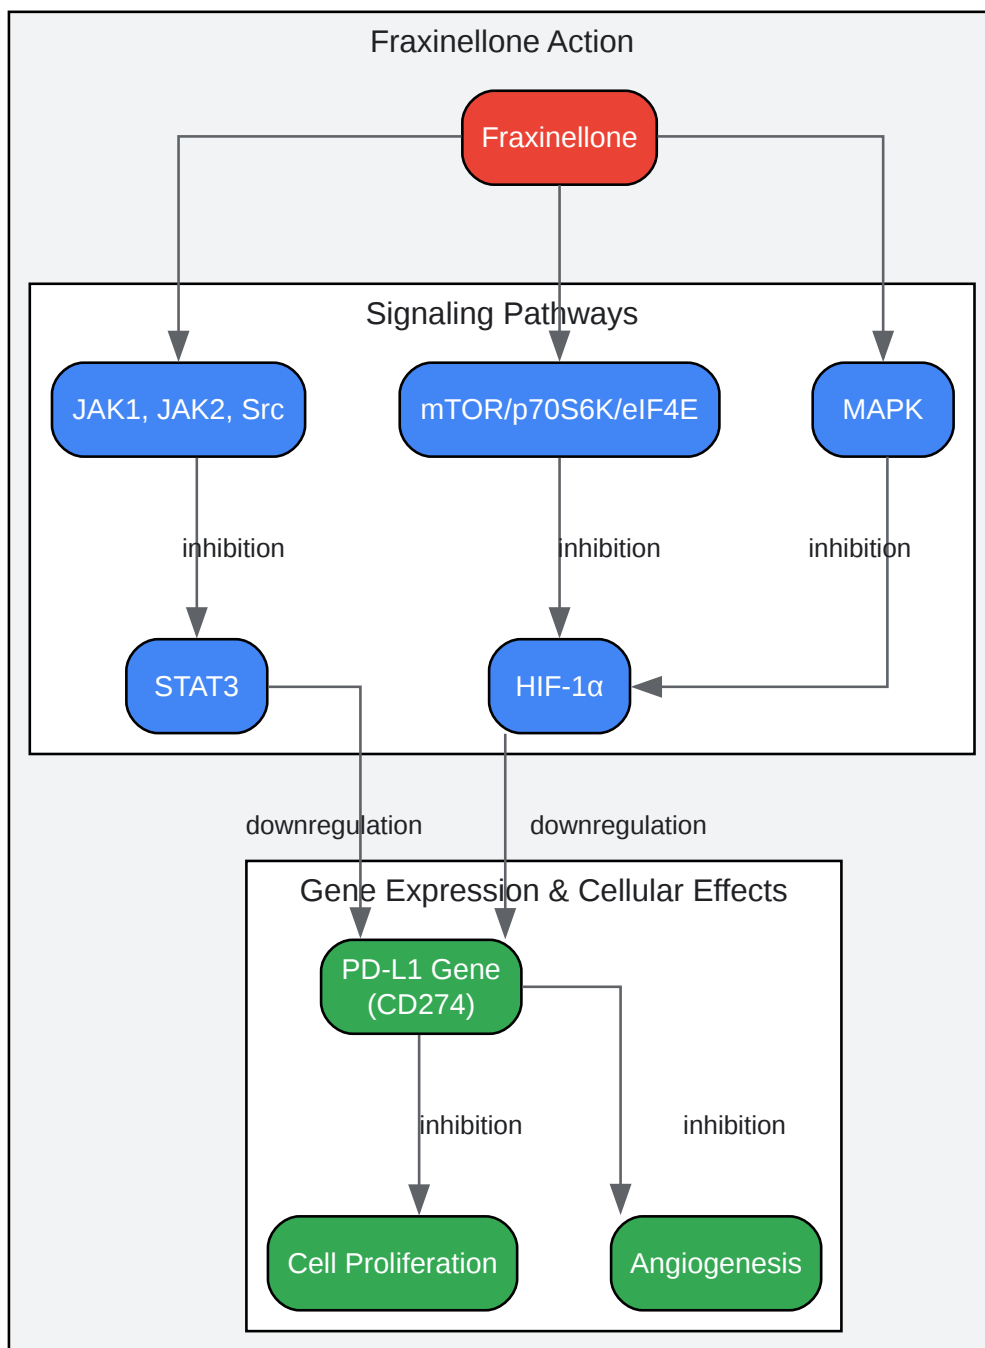 Fraxinellone Action
Fraxinellone
Signaling Pathways
JAK1, JAK2, Src
mTOR/p70S6K/eIF4E
MAPK
inhibition
inhibition
inhibition
STAT3
HIF-1α
downregulation
downregulation
Gene Expression & Cellular Effects
PD-L1 Gene
(CD274)
inhibition
inhibition
Cell Proliferation
Angiogenesis